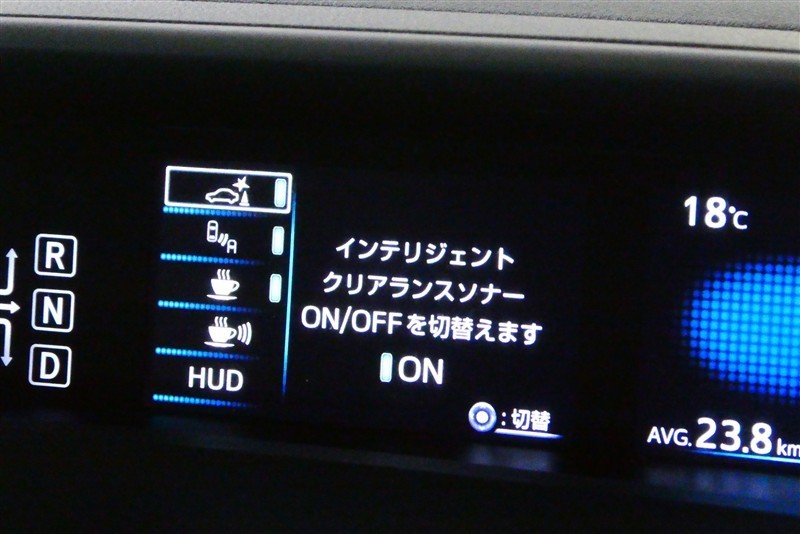 R
N
D
A
HUD
インテリジェント
クリアランスソナー
ON/OFFを切替えます
ON
:切替
18℃
AVG.23.8km